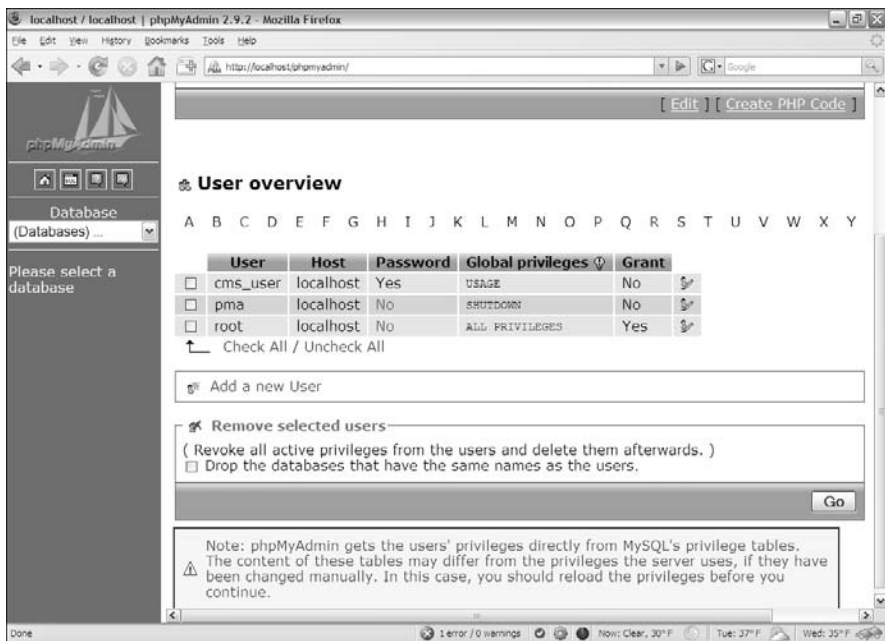 localhost / localhost | phpMyAdmin 2.9.2 - Mozilla Firefox
File Edit View History Bookmarks Tools Help
http://localhost/phpmyadmin/
Google
[ Edit ] [ Create PHP Code ]
phpMyAdmin
Database
(Databases) ...
Please select a
database
User overview
A B C D E F G H I J K L M N O P Q R S T U V W X Y
User Host Password Global privileges Grant
cms_user localhost Yes USAGE No
pma localhost No SHUTDOWN No
root localhost No ALL PRIVILEGES Yes
Check All / Uncheck All
Add a new User
Remove selected users
( Revoke all active privileges from the users and delete them afterwards. )
Drop the databases that have the same names as the users.
Go
Note: phpMyAdmin gets the users' privileges directly from MySQL's privilege tables.
The content of these tables may differ from the privileges the server uses, if they have
been changed manually. In this case, you should reload the privileges before you
continue.
Done
1 error / 0 warnings
Now: Clear, 30° F
Tue: 37° F
Wed: 35° F